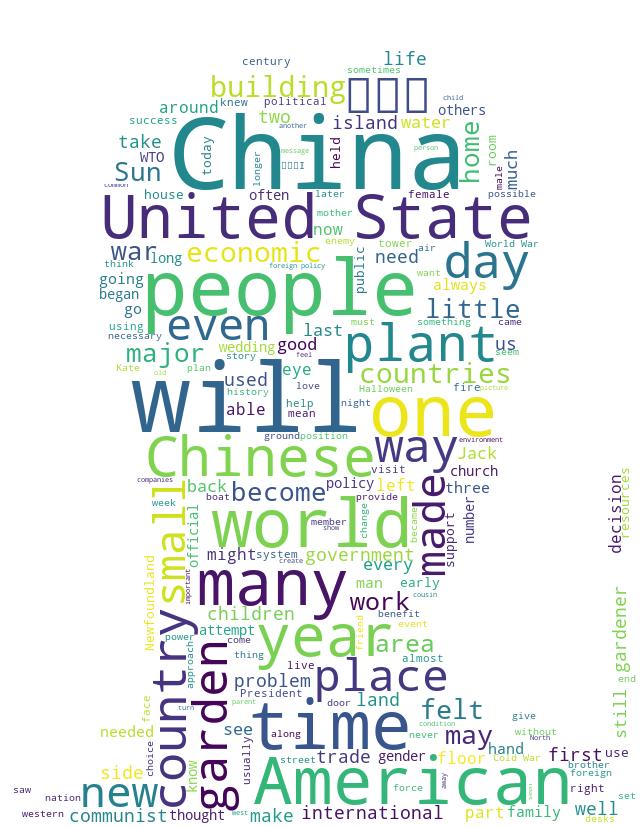 century life
sometimes
building
child
around knew political others
success two island water
another
take today message held home person room much
WTO longer male
Sun China
common
house often later female possible
United State
mother now
war long economic enemy tower air World War
think foreign policy public need day
going people want always
began little
go
using even last must something came
necessary wedding good plant us
major story feel seem
Kate plan eye countries
old used history love Halloween fire picture
will able help mean night one
ground position way environment
Chinese visit Jack church
companies back become policy left three
week boat provide made number
small official world member show change became support decision resources
might system government
important create every
Newfoundland many man early
work cousin
children benefit
country power attempt year friend event
come area
approach garden thing live almost
problem place
President gardener
parent door land still
face turn see time felt give end
needed choice along never condition may without
usually North
side know street trade gender floor Cold War hand first use
brother
foreign
saw nation new American force away right set
communist west well
western thought make international part family desks